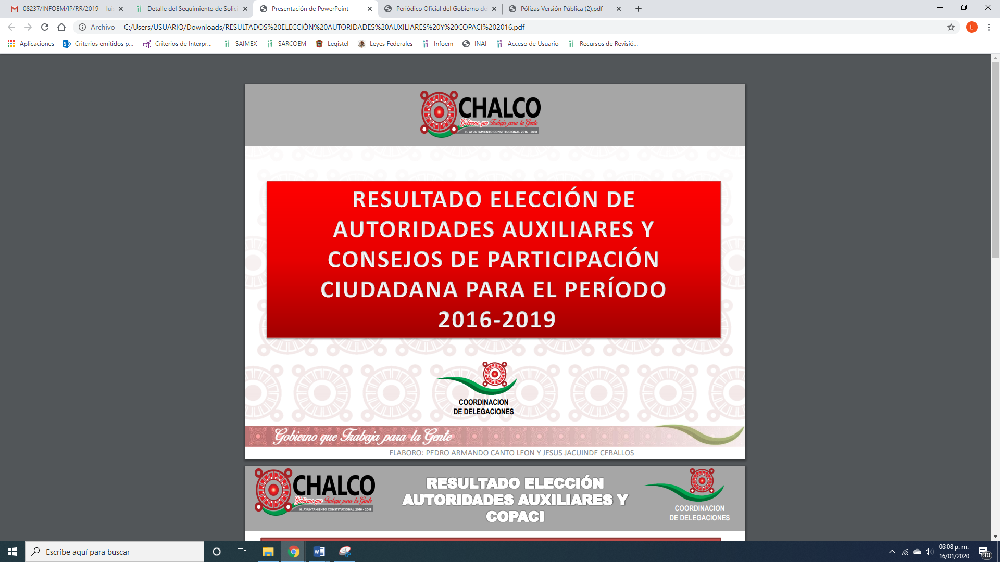 08237/INFOEM/IP/RR/2019 - lui
Detalle del Seguimiento de Solici
Presentación de PowerPoint
Periódico Oficial del Gobierno de
Pólizas Versión Pública (2).pdf
Archivo
C:/Users/USUARIO/Downloads/RESULTADOS%20ELECCIÓN%20AUTORIDADES%20AUXILIARES%20Y%20COPACI%202016.pdf
L
Aplicaciones
Criterios emitidos p...
Criterios de Interpr...
SAIMEX
SARCOEM
Legistel
Leyes Federales
Infoem
INAI
Acceso de Usuario
Recursos de Revisió...
CHALCO
Gobierno que Trabaja para la Gente
H. AYUNTAMIENTO CONSTITUCIONAL 2016 - 2018
RESULTADO ELECCIÓN DE
AUTORIDADES AUXILIARES Y
CONSEJOS DE PARTICIPACIÓN
CIUDADANA PARA EL PERÍODO
2016-2019
COORDINACION
DE DELEGACIONES
Gobierno que Trabaja para la Gente
ELABORO: PEDRO ARMANDO CANTO LEON Y JESUS JACUINDE CEBALLOS
CHALCO
Gobierno que Trabaja para la Gente
H. AYUNTAMIENTO CONSTITUCIONAL 2016 - 2018
RESULTADO ELECCIÓN
AUTORIDADES AUXILIARES Y
COPACI
COORDINACION
DE DELEGACIONES
Escribe aquí para buscar
06:08 p. m.
16/01/2020
30